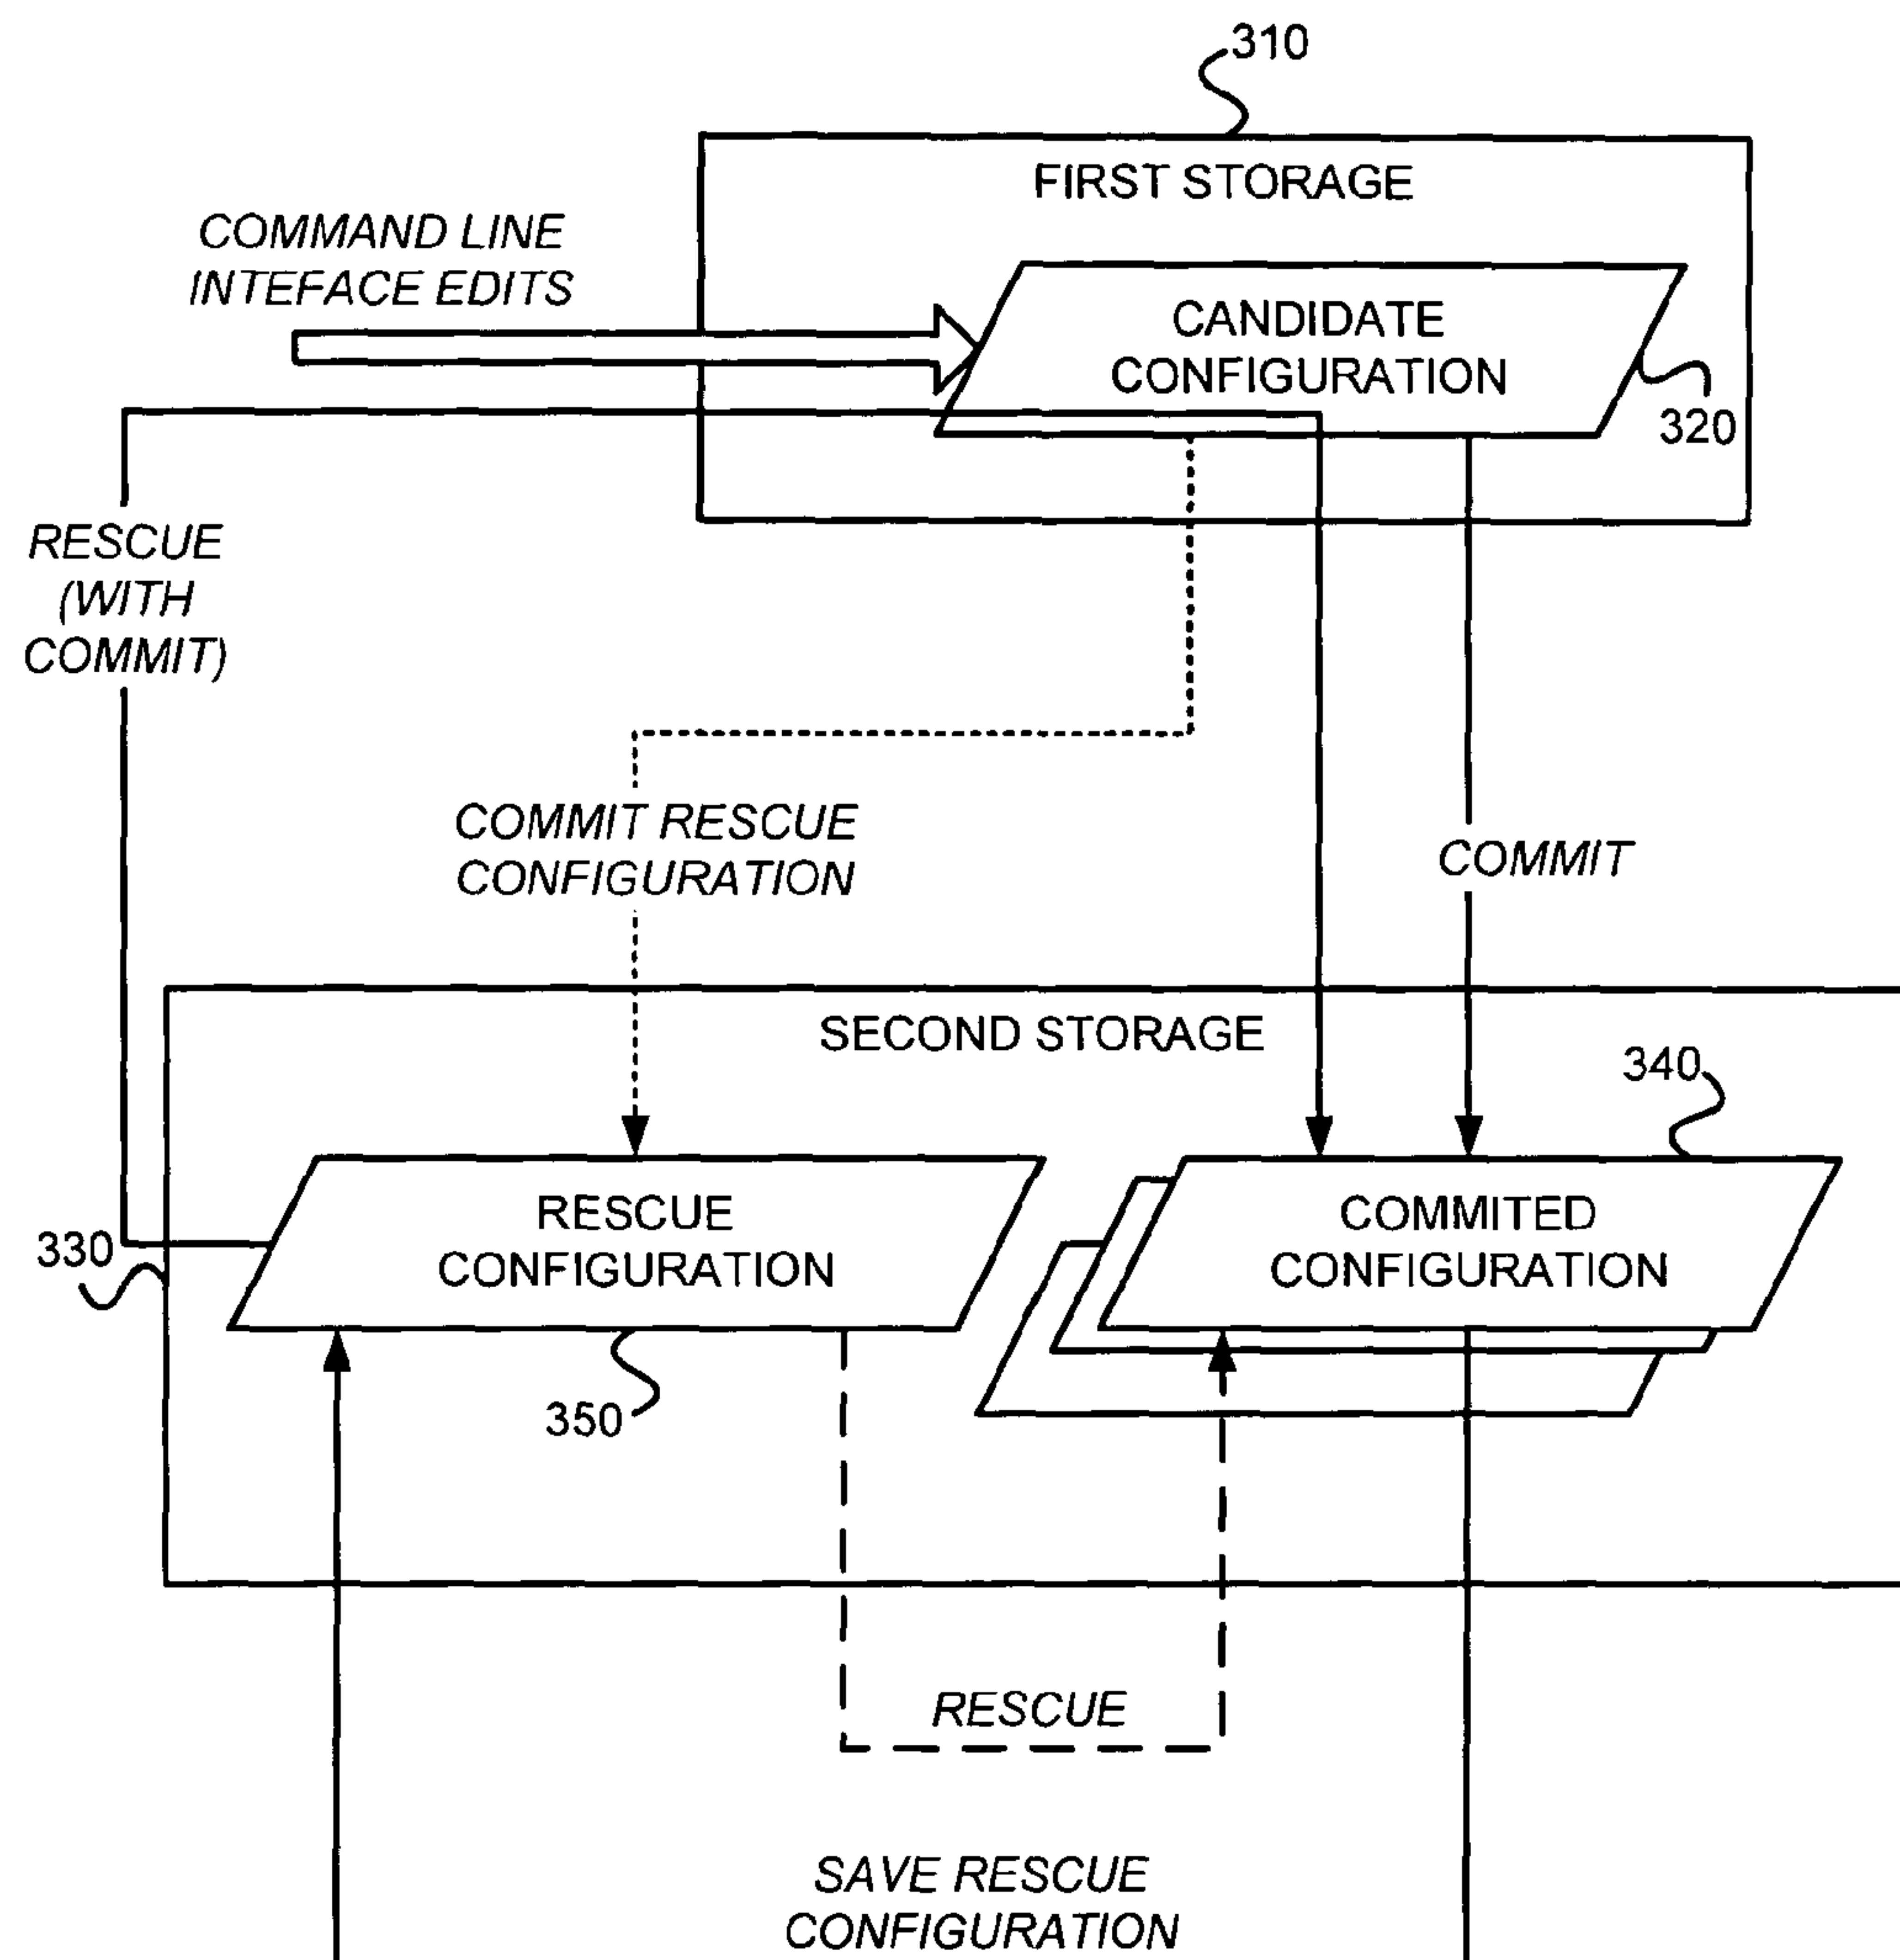 310
FIRST STORAGE
COMMAND LINE
INTEFACE EDITS
CANDIDATE
CONFIGURATION
320
RESCUE
(WITH
COMMIT)
COMMIT RESCUE
CONFIGURATION
COMMIT
SECOND STORAGE
340
RESCUE
CONFIGURATION
COMMITED
CONFIGURATION
330
350
RESCUE
SAVE RESCUE
CONFIGURATION